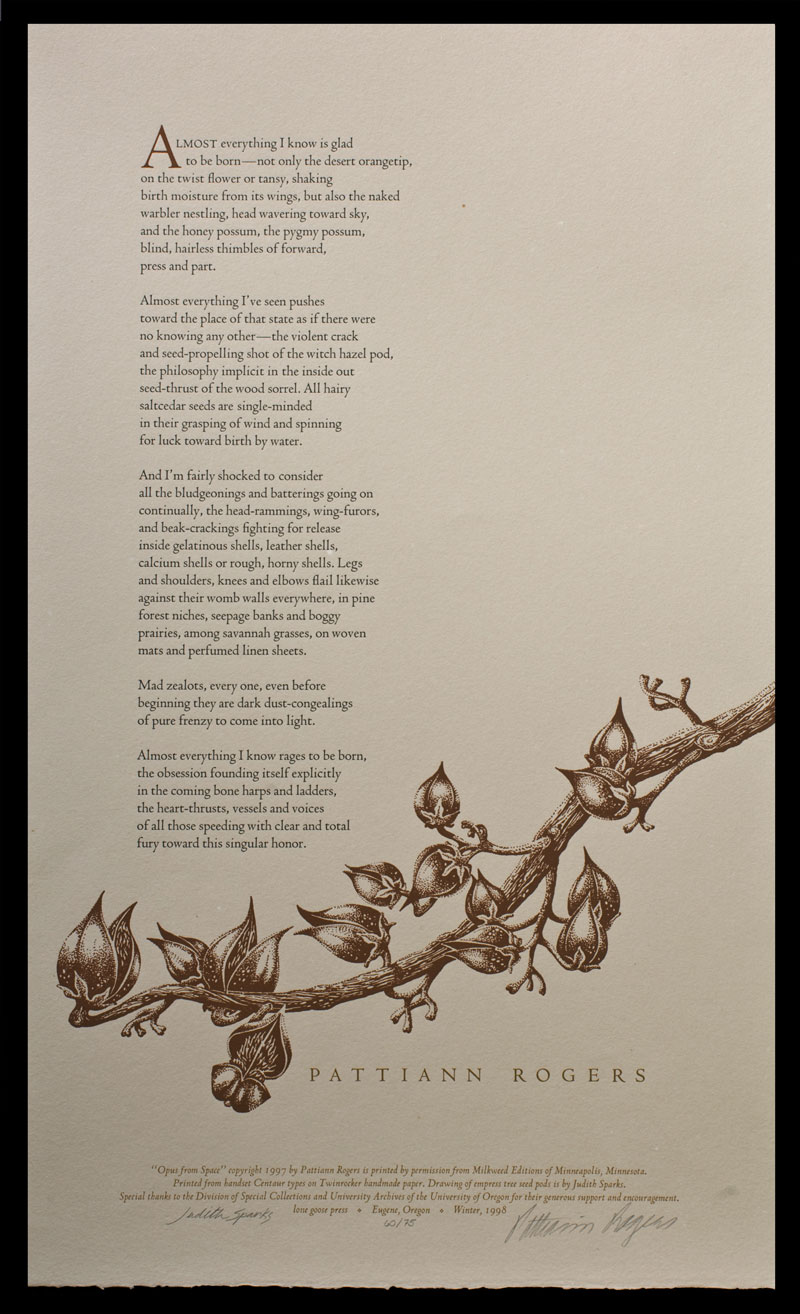 ALMOST everything I know is glad
to be born—not only the desert orangetip,
on the twist flower or tansy, shaking
birth moisture from its wings, but also the naked
warbler nestling, head wavering toward sky,
and the honey possum, the pygmy possum,
blind, hairless thimbles of forward,
press and part.

Almost everything I've seen pushes
toward the place of that state as if there were
no knowing any other—the violent crack
and seed-propelling shot of the witch hazel pod,
the philosophy implicit in the inside out
seed-thrust of the wood sorrel. All hairy
saltcedar seeds are single-minded
in their grasping of wind and spinning
for luck toward birth by water.

And I'm fairly shocked to consider
all the bludgeonings and batterings going on
continually, the head-rammings, wing-furors,
and beak-crackings fighting for release
inside gelatinous shells, leather shells,
calcium shells or rough, horny shells. Legs
and shoulders, knees and elbows flail likewise
against their womb walls everywhere, in pine
forest niches, seepage banks and boggy
prairies, among savannah grasses, on woven
mats and perfumed linen sheets.

Mad zealots, every one, even before
beginning they are dark dust-congealings
of pure frenzy to come into light.

Almost everything I know rages to be born,
the obsession founding itself explicitly
in the coming bone harps and ladders,
the heart-thrusts, vessels and voices
of all those speeding with clear and total
fury toward this singular honor.

PATTIANN ROGERS

"Opus from Space" copyright 1997 by Pattiann Rogers is printed by permission from Milkweed Editions of Minneapolis, Minnesota.
Printed from handset Centaur types on Twinrocker handmade paper. Drawing of empress tree seed pods is by Judith Sparks.
Special thanks to the Division of Special Collections and University Archives of the University of Oregon for their generous support and encouragement.
lone goose press ⋄ Eugene, Oregon ⋄ Winter, 1998
Judith Sparks 60/75 Pattiann Rogers